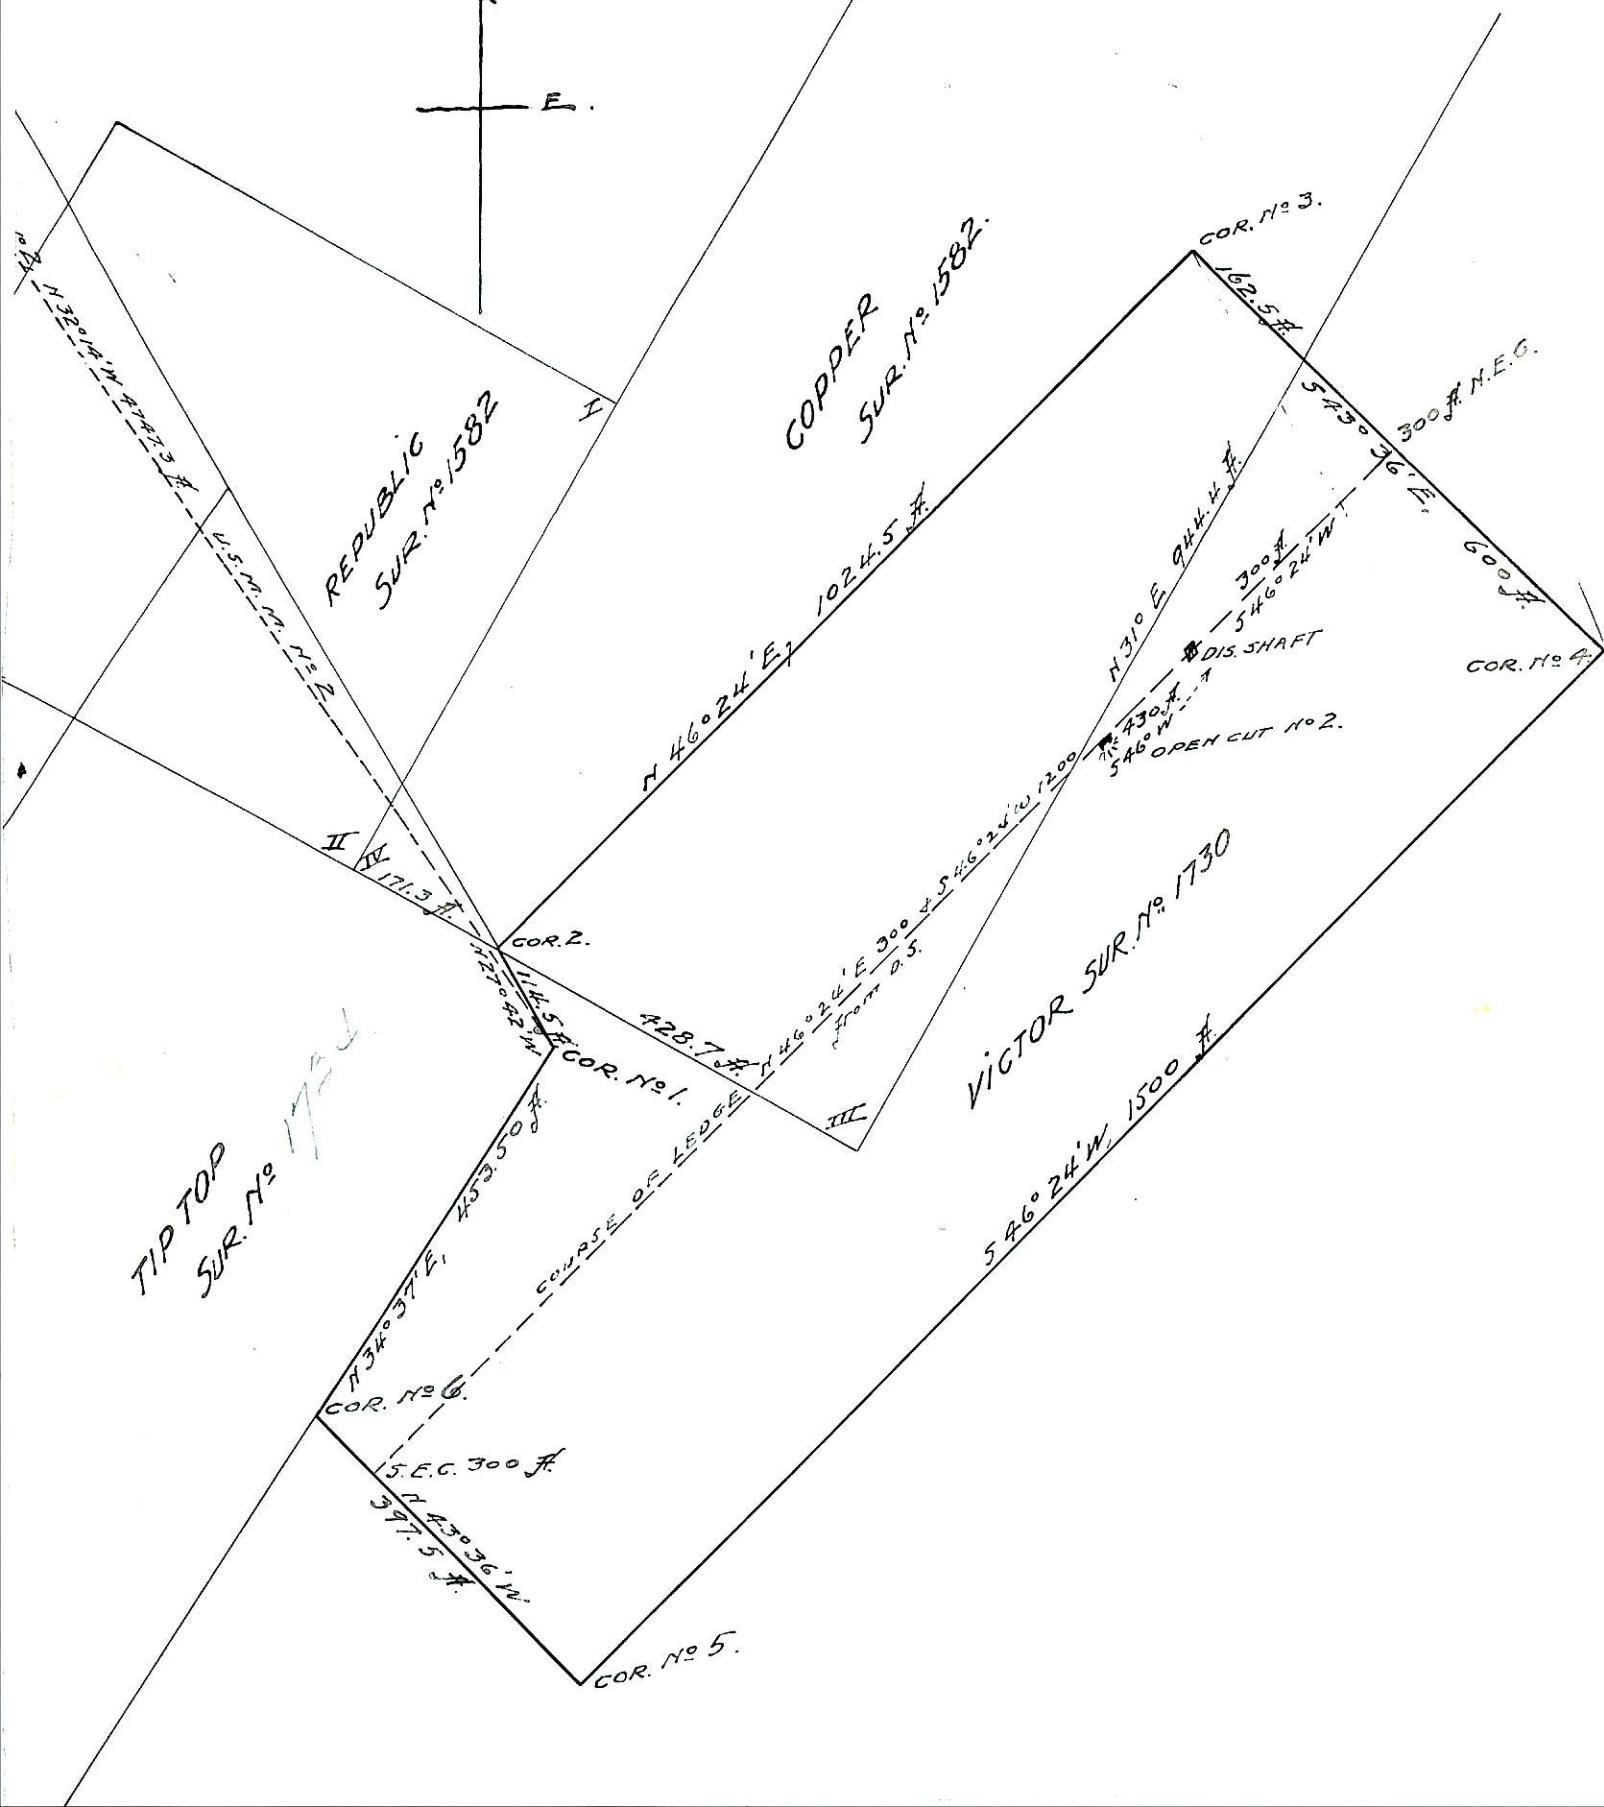 E.
COR. Nº 3.
162.5 ft.
S 43° 36' E,
600 ft.
300 ft. N.E.C.
COPPER
SUR. Nº 1582.
REPUBLIC
SUR. Nº 1582
I
N 32° 14' W 4747.3 ft.
U.S.M.M. Nº 2
N 46° 24' E, 1024.5 ft.
N 31° E 944.4 ft.
300 ft.
S 46° 24' W
DIS. SHAFT
COR. Nº 4.
430 ft.
S 46° W
OPEN CUT Nº 2.
II
IV
171.3 ft.
COR. 2.
114.5 ft.
N 27° 42' W
COR. Nº 1.
428.7 ft.
III
COURSE OF LEDGE N 46° 24' E 300 & S 46° 24' W 1200
from D.S.
VICTOR SUR. Nº 1730
S 46° 24' W, 1500 ft.
TIP TOP
SUR. Nº
N 34° 37' E, 453.50 ft.
COR. Nº 6.
S.E.C. 300 ft.
N 43° 36' W
397.5 ft.
COR. Nº 5.